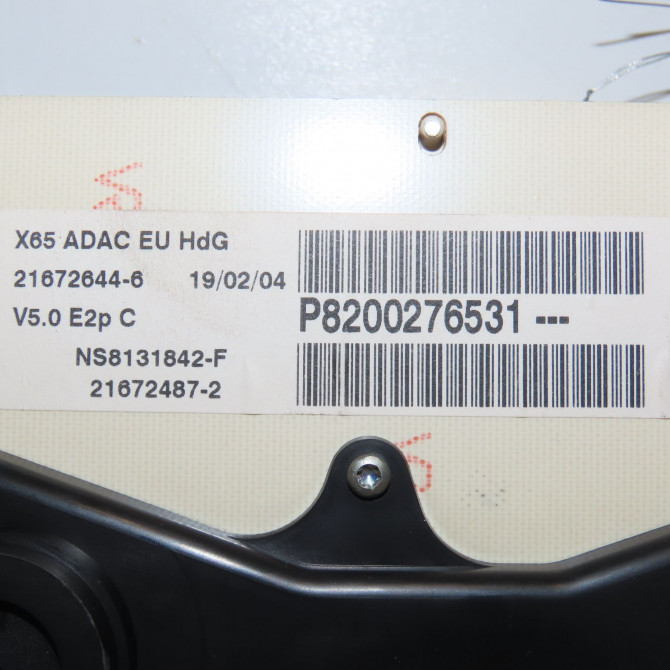 X65 ADAC EU HdG
21672644-6 19/02/04
V5.0 E2p C
NS8131842-F
21672487-2
P8200276531 ---